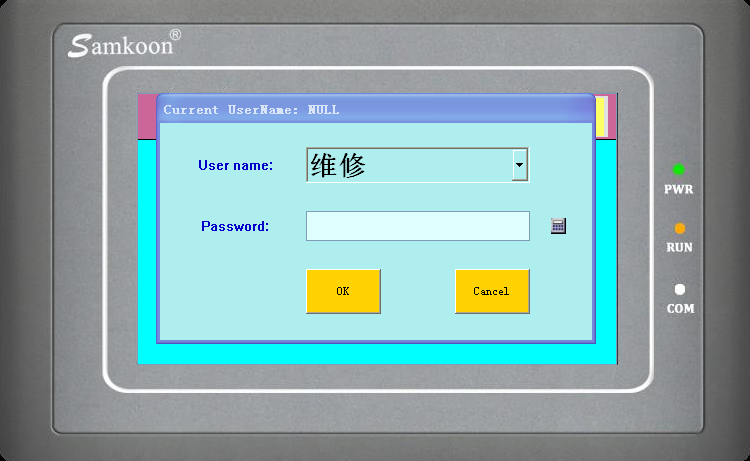 Samkoon®
Current UserName: NULL
User name: 维修
Password:
OK Cancel
PWR
RUN
COM